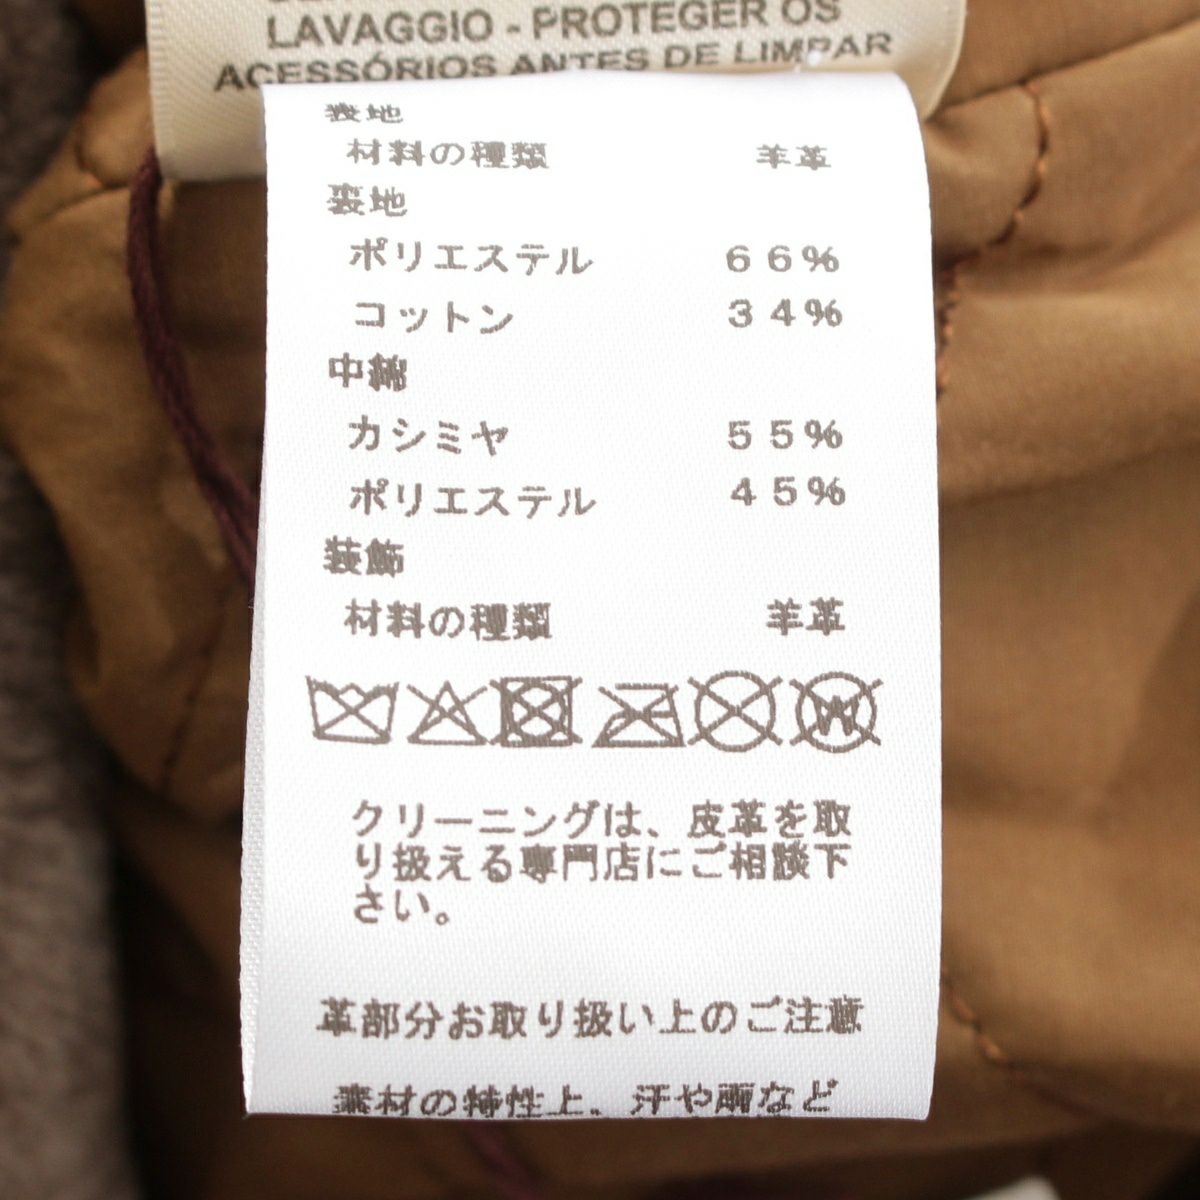 LAVAGGIO - PROTEGER OS
ACESSÓRIOS ANTES DE LIMPAR
表地
材料の種類 羊革
裏地
ポリエステル 66%
コットン 34%
中綿
カシミヤ 55%
ポリエステル 45%
装飾
材料の種類 羊革
W
クリーニングは、皮革を取
り扱える専門店にご相談下
さい。
革部分お取り扱い上のご注意
素材の特性上、汗や雨など